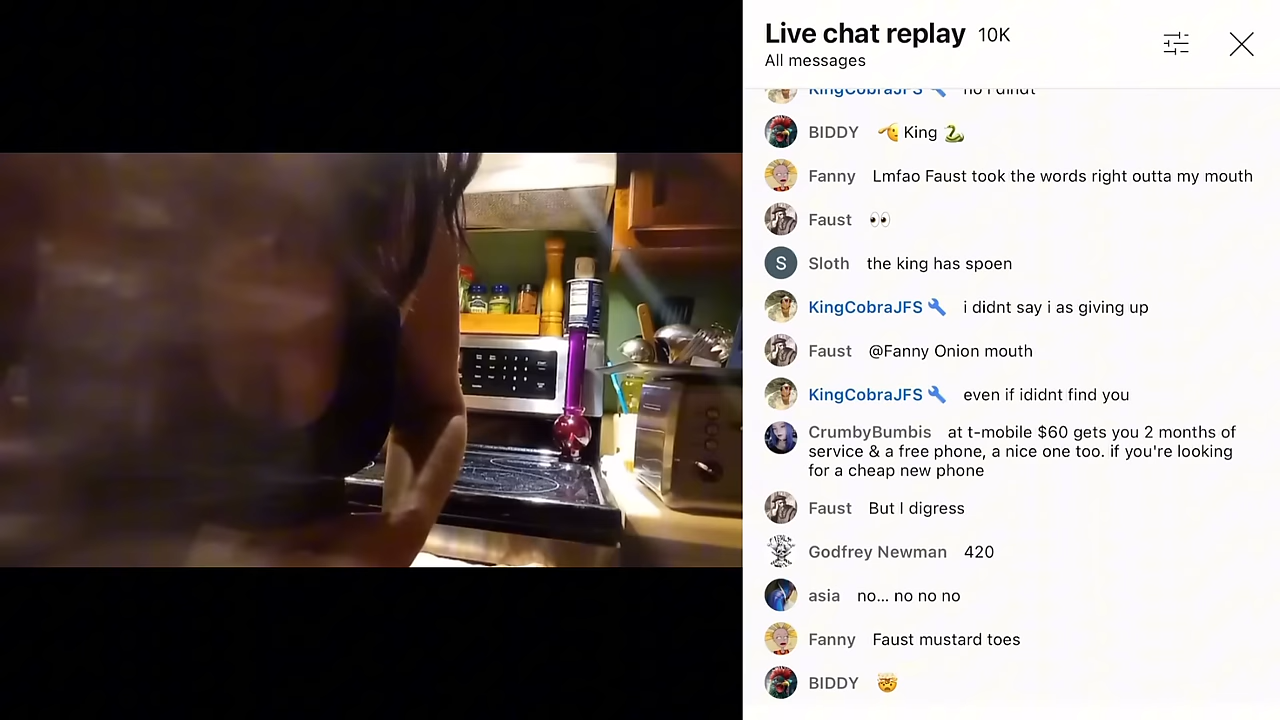 Live chat replay 10K
All messages
KingCobraJFS no i didnt
BIDDY 🫡 King 🐍
Fanny Lmfao Faust took the words right outta my mouth
Faust 👀
S
Sloth the king has spoen
KingCobraJFS i didnt say i as giving up
Faust @Fanny Onion mouth
KingCobraJFS even if ididnt find you
CrumbyBumbis at t-mobile $60 gets you 2 months of
service & a free phone, a nice one too. if you're looking
for a cheap new phone
Faust But I digress
Godfrey Newman 420
asia no... no no no
Fanny Faust mustard toes
BIDDY 🤯